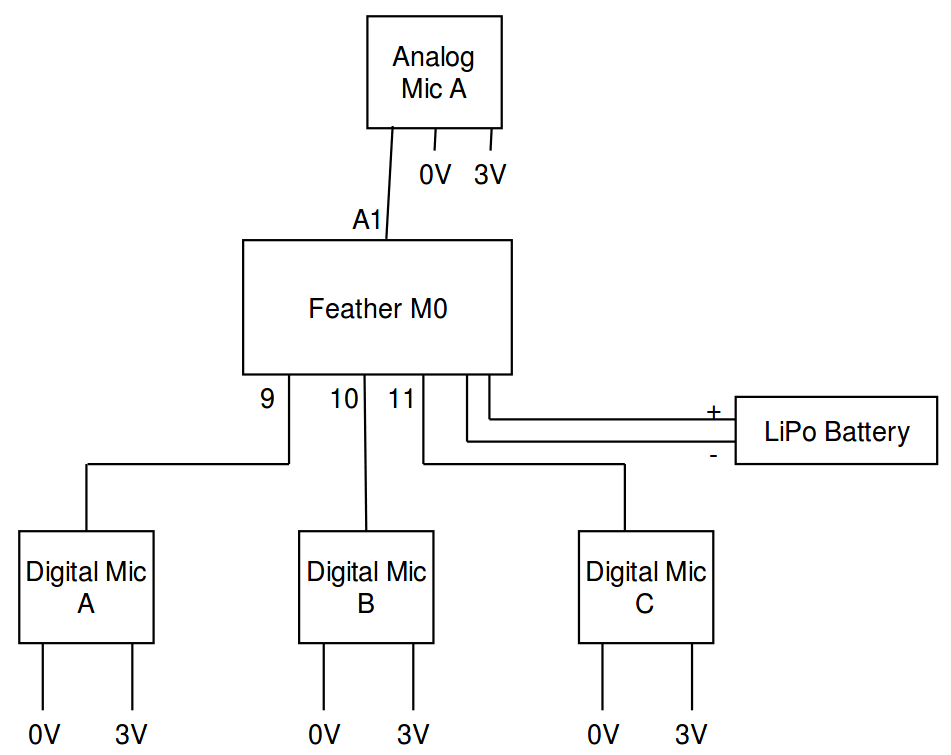 Analog
Mic A
0V 3V
A1
Feather M0
9 10 11
+
LiPo Battery
-
Digital Mic
A
Digital Mic
B
Digital Mic
C
0V 3V 0V 3V 0V 3V